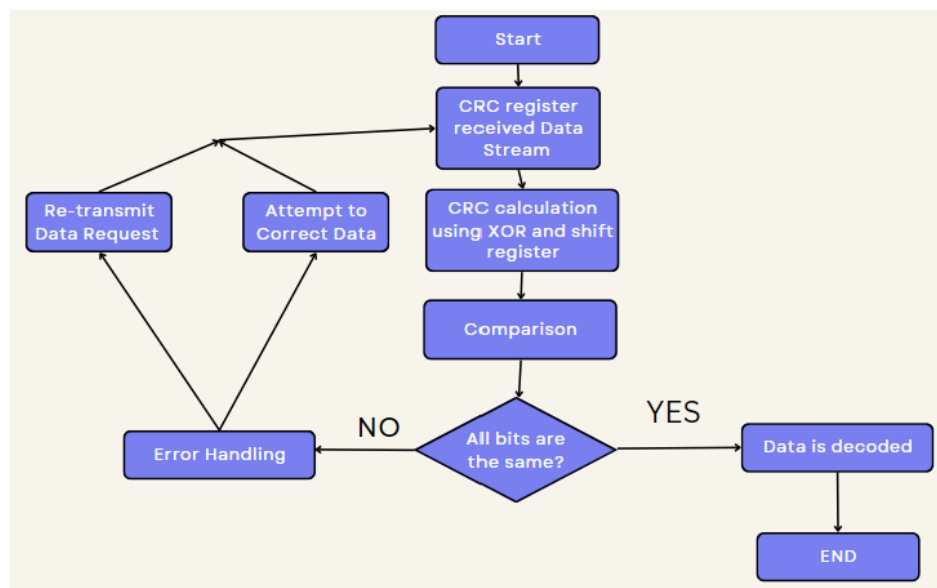 Start
CRC register
received Data
Stream
Re-transmit
Data Request
Attempt to
Correct Data
CRC calculation
using XOR and shift
register
Comparison
All bits are
the same?
NO
YES
Error Handling
Data is decoded
END